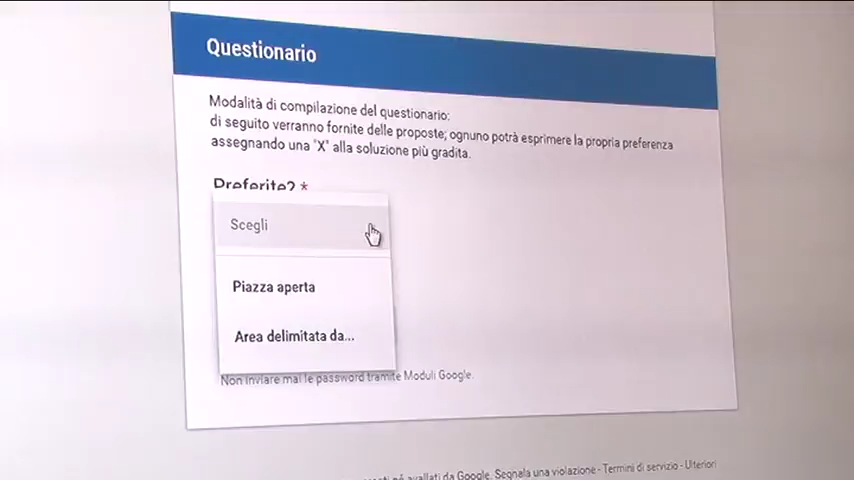 Questionario
Modalità di compilazione del questionario:
di seguito verranno fornite delle proposte; ognuno potrà esprimere la propria preferenza
assegnando una "X" alla soluzione più gradita.
Preferite? *
Scegli
Piazza aperta
Area delimitata da...
Non inviare mai le password tramite Moduli Google.
né avallati da Google. Segnala una violazione - Termini di servizio - Ulteriori